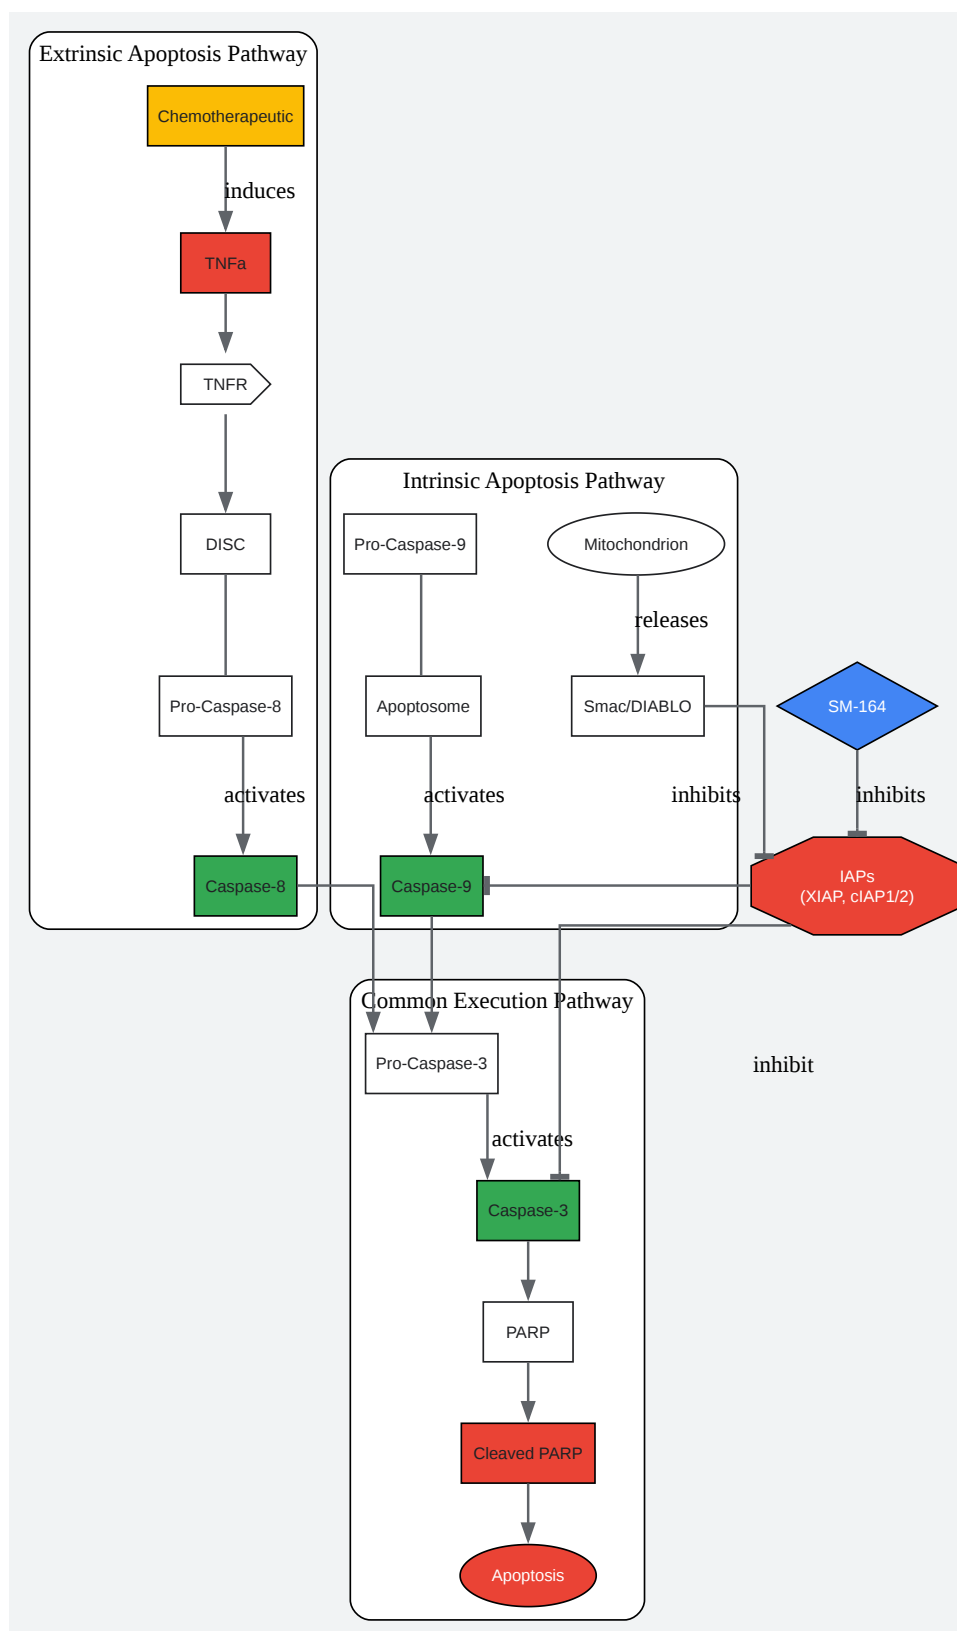 Extrinsic Apoptosis Pathway
Chemotherapeutic
induces
TNFa
TNFR
DISC
Pro-Caspase-8
activates
Caspase-8
Intrinsic Apoptosis Pathway
Pro-Caspase-9
Mitochondrion
releases
Apoptosome
Smac/DIABLO
activates
inhibits
Caspase-9
SM-164
inhibits
IAPs
(XIAP, cIAP1/2)
inhibit
Common Execution Pathway
Pro-Caspase-3
activates
Caspase-3
PARP
Cleaved PARP
Apoptosis